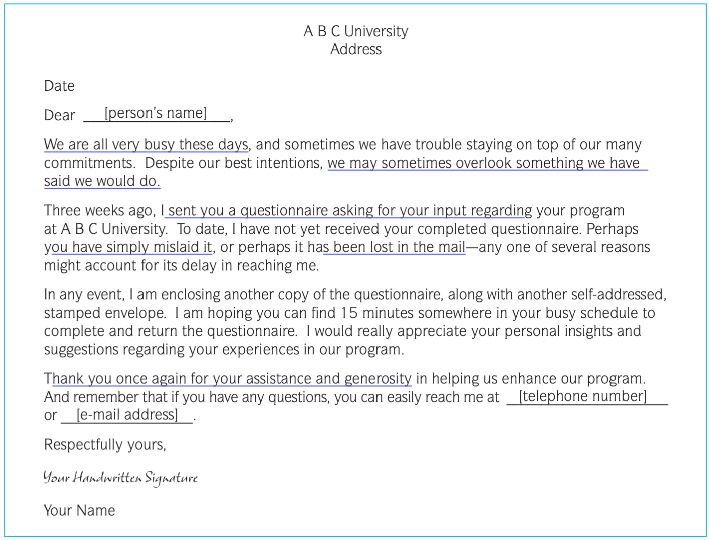 A B C University
Address
Date
Dear [person's name],
We are all very busy these days, and sometimes we have trouble staying on top of our many
commitments. Despite our best intentions, we may sometimes overlook something we have
said we would do.
Three weeks ago, I sent you a questionnaire asking for your input regarding your program
at A B C University. To date, I have not yet received your completed questionnaire. Perhaps
you have simply mislaid it, or perhaps it has been lost in the mail—any one of several reasons
might account for its delay in reaching me.
In any event, I am enclosing another copy of the questionnaire, along with another self-addressed,
stamped envelope. I am hoping you can find 15 minutes somewhere in your busy schedule to
complete and return the questionnaire. I would really appreciate your personal insights and
suggestions regarding your experiences in our program.
Thank you once again for your assistance and generosity in helping us enhance our program.
And remember that if you have any questions, you can easily reach me at [telephone number]
or [e-mail address].
Respectfully yours,
Your Handwritten Signature
Your Name